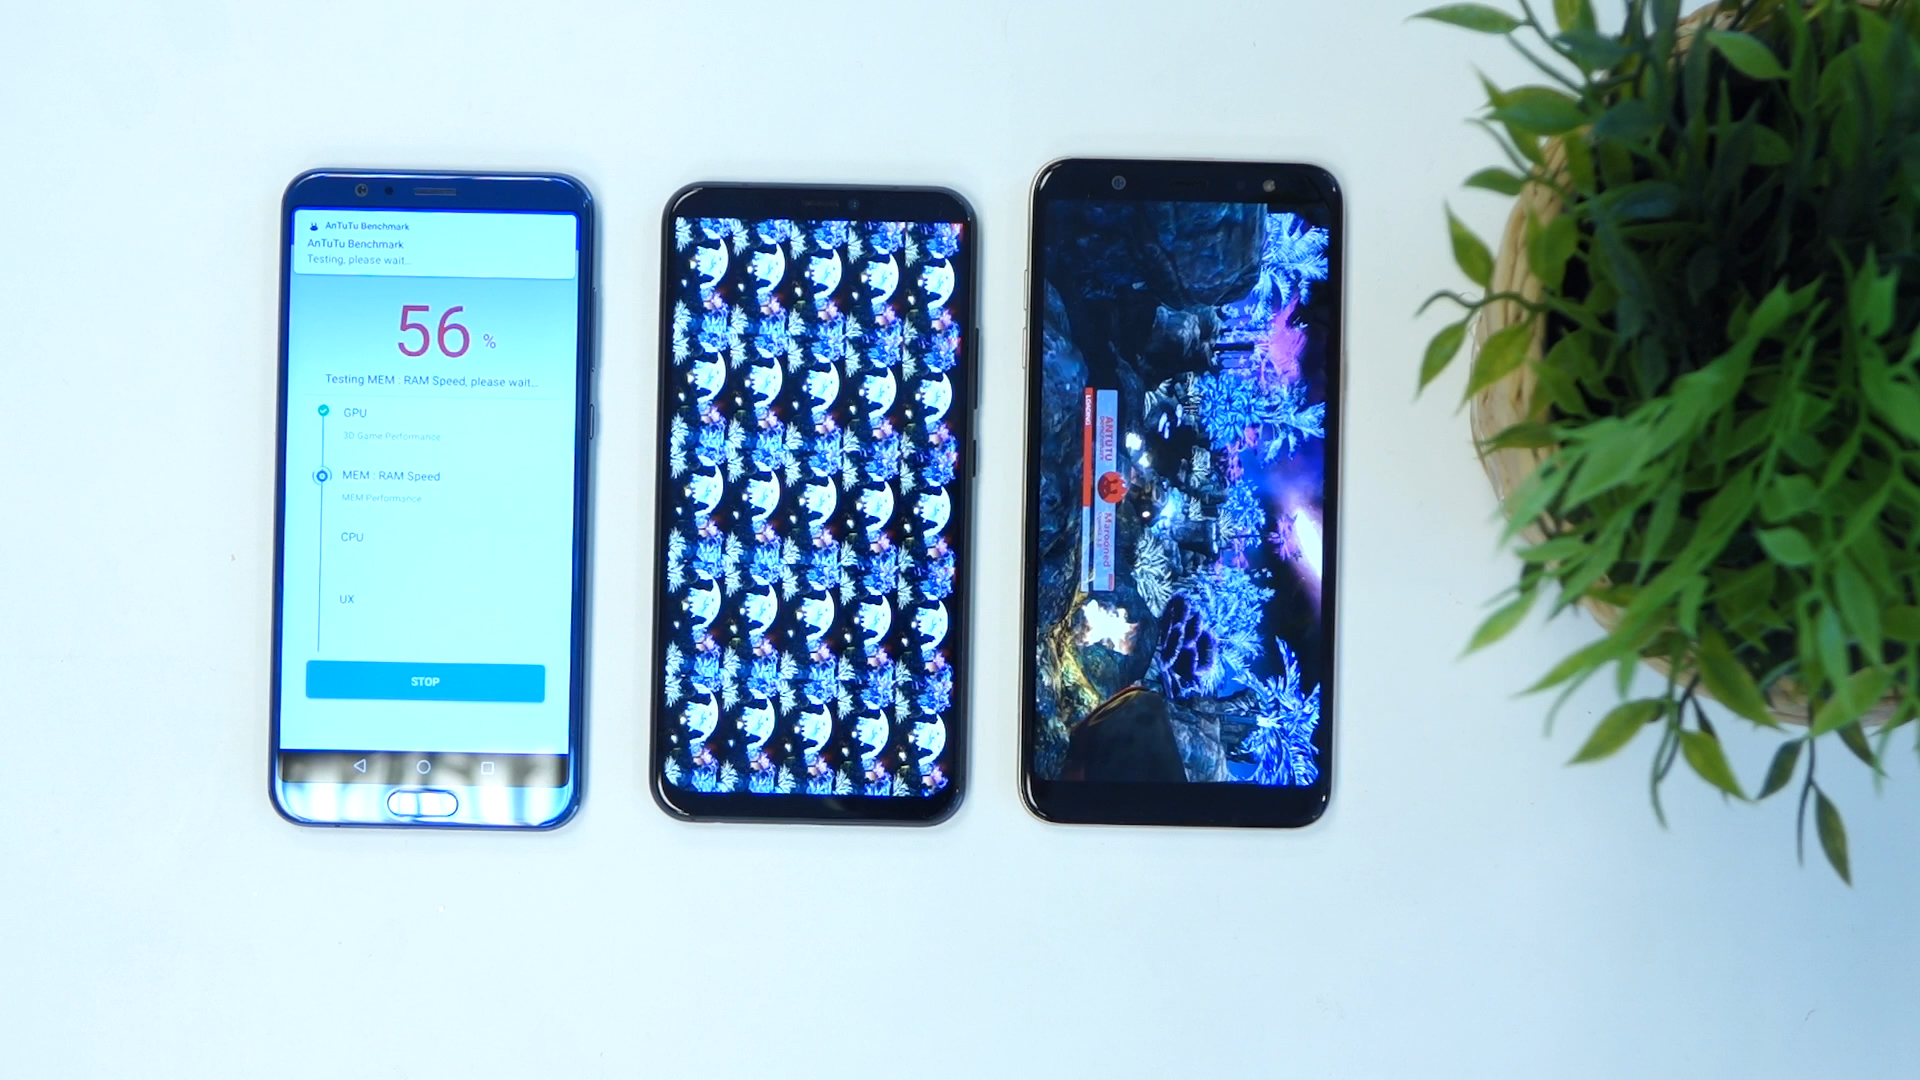 AnTuTu Benchmark
AnTuTu Benchmark
Testing, please wait...
56 %
Testing MEM : RAM Speed, please wait...
GPU
3D Game Performance
MEM : RAM Speed
MEM Performance
CPU
UX
STOP
ANTUTU
Marooned
LOADING